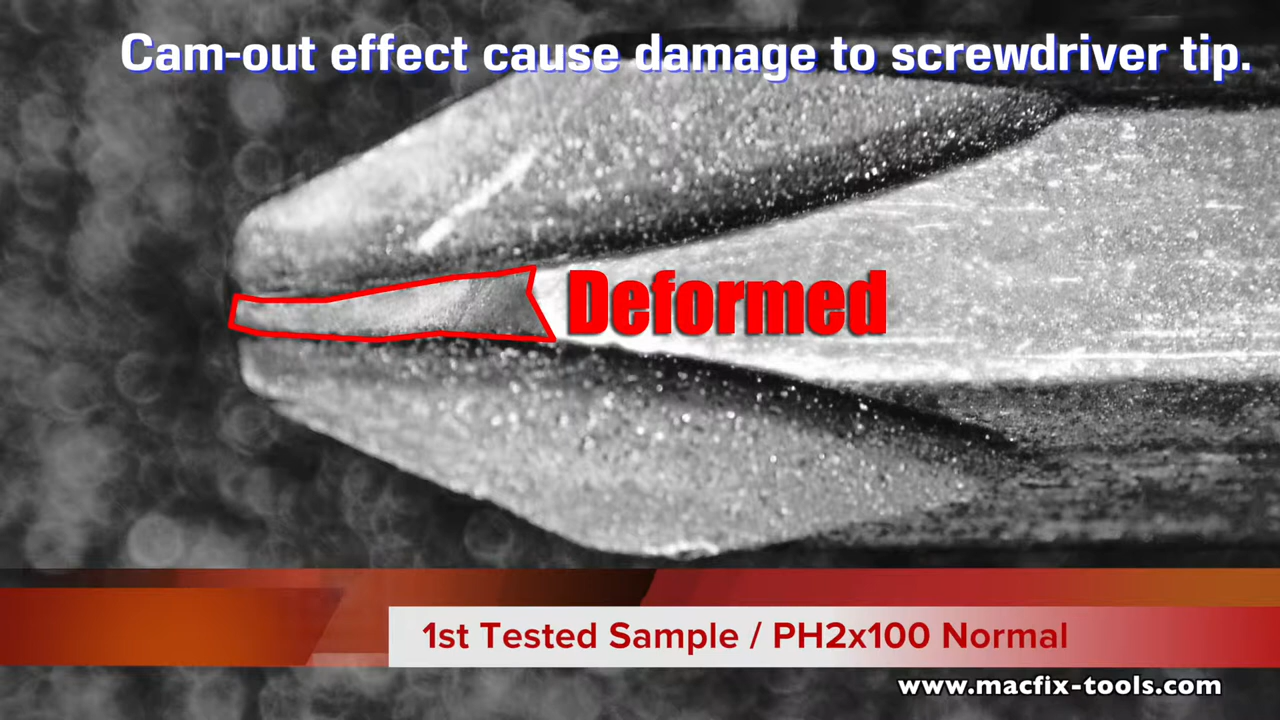 Cam-out effect cause damage to screwdriver tip.
Deformed
1st Tested Sample / PH2x100 Normal
www.macfix-tools.com